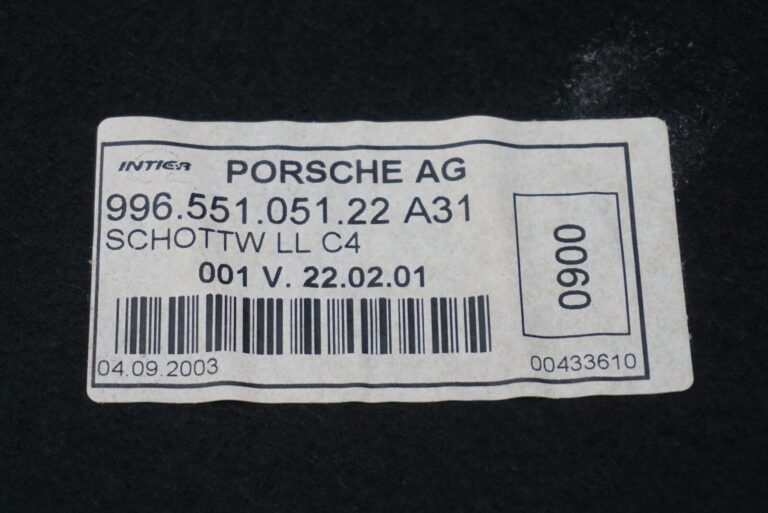 INTIER PORSCHE AG
996.551.051.22 A31
SCHOTTW LL C4
001 V. 22.02.01
0900
04.09.2003
00433610